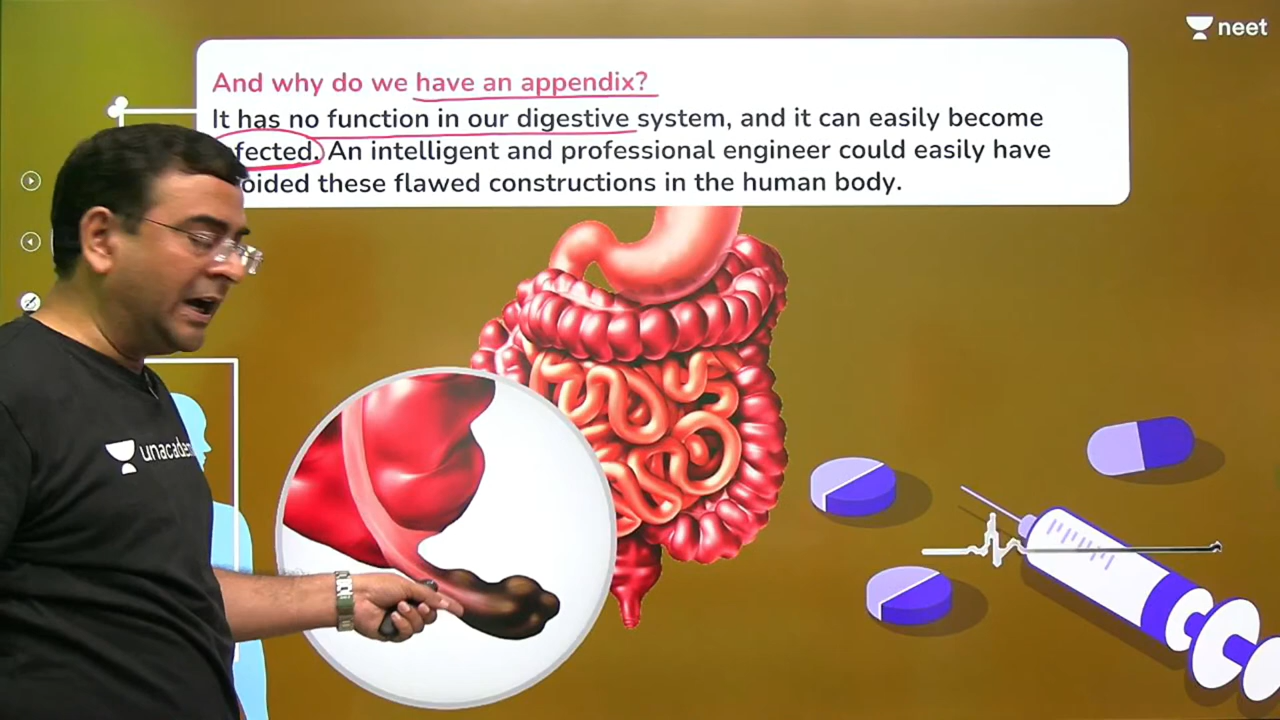 neet
And why do we have an appendix?
It has no function in our digestive system, and it can easily become
fected. An intelligent and professional engineer could easily have
oided these flawed constructions in the human body.
unacadem